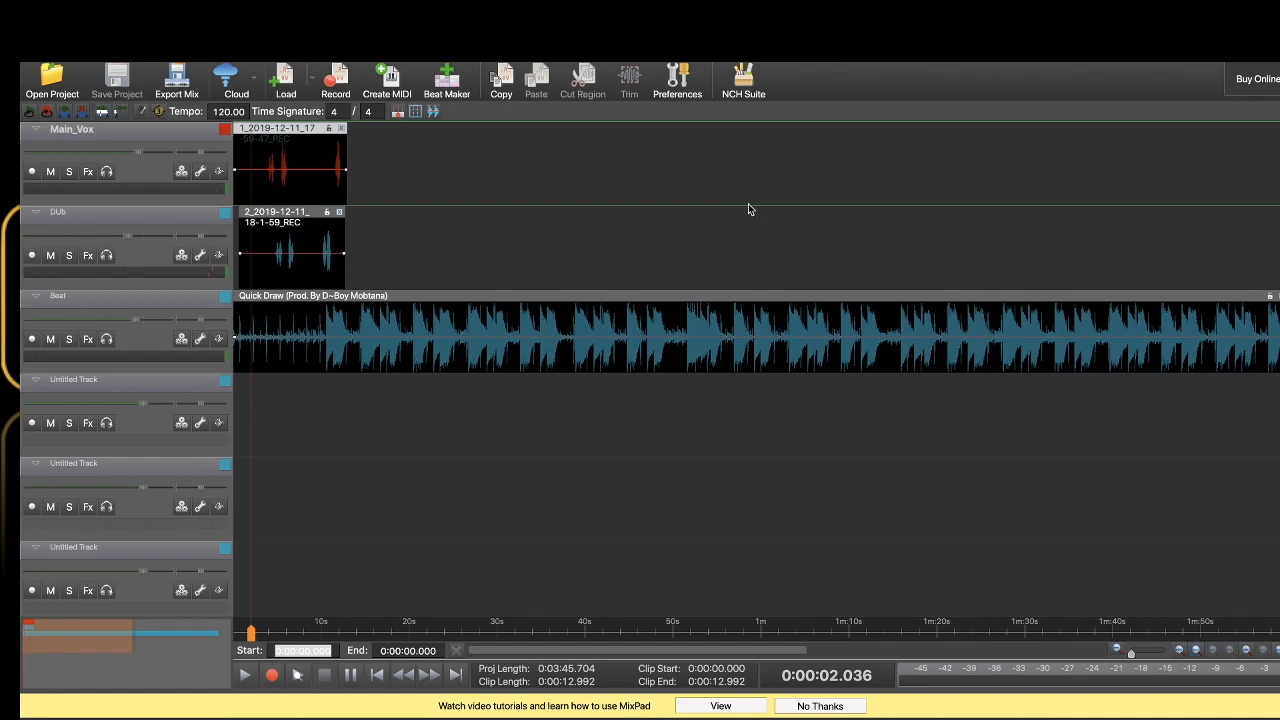 Open Project Save Project Export Mix Cloud Load Record Create MIDI Beat Maker Copy Paste Cut Region Trim Preferences NCH Suite Buy Online
Tempo: 120.00 Time Signature: 4 / 4
Main_Vox
M S Fx
1_2019-12-11_17
-59-47_REC
DUb
M S Fx
2_2019-12-11_
18-1-59_REC
Beat
M S Fx
Quick Draw (Prod. By D~Boy Mobtana)
Untitled Track
M S Fx
Untitled Track
M S Fx
Untitled Track
M S Fx
10s 20s 30s 40s 50s 1m 1m:10s 1m:20s 1m:30s 1m:40s 1m:50s
Start: 0:00:00.000 End: 0:00:00.000
Proj Length: 0:03:45.704 Clip Start: 0:00:00.000
Clip Length: 0:00:12.992 Clip End: 0:00:12.992
0:00:02.036
-45 -42 -39 -36 -33 -30 -27 -24 -21 -18 -15 -12 -9 -6 -3
Watch video tutorials and learn how to use MixPad View No Thanks